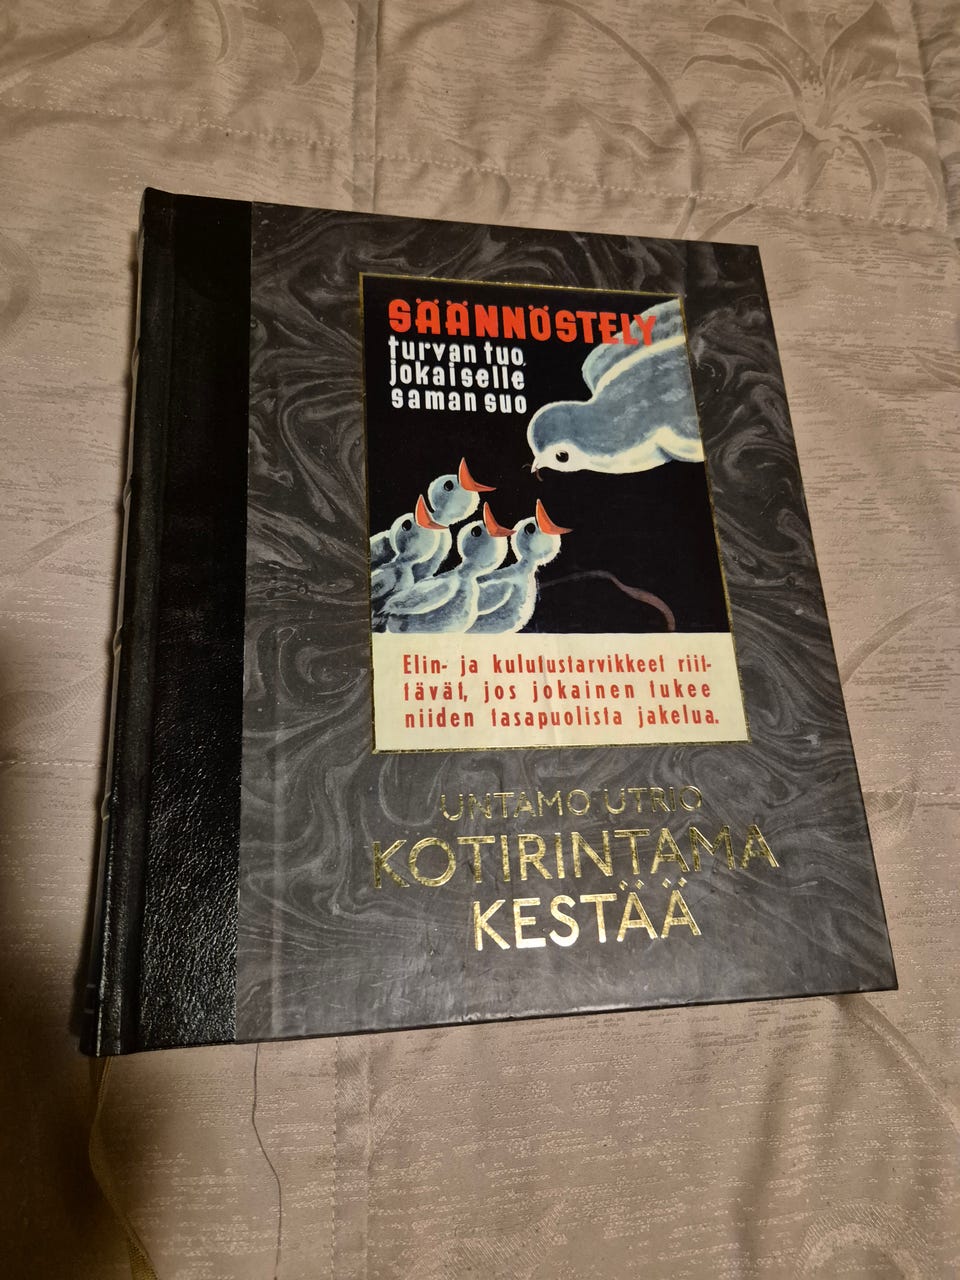 SÄÄNNÖSTELY
turvan tuo,
jokaiselle
saman suo
Elin- ja kulutustarvikkeet riit-
tävät, jos jokainen tukee
niiden tasapuolista jakelua.
UNTAMO UTRIO
KOTIRINTAMA
KESTÄÄ